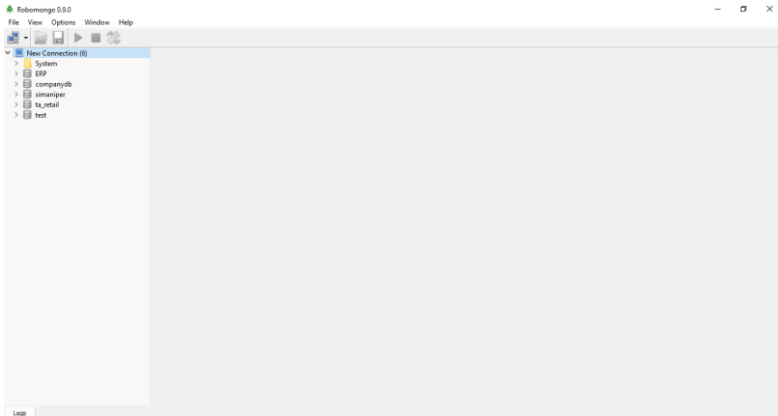 Robomongo 0.9.0
File View Options Window Help
New Connection (6)
System
ERP
companydb
simaniper
ta_retail
test
Logs